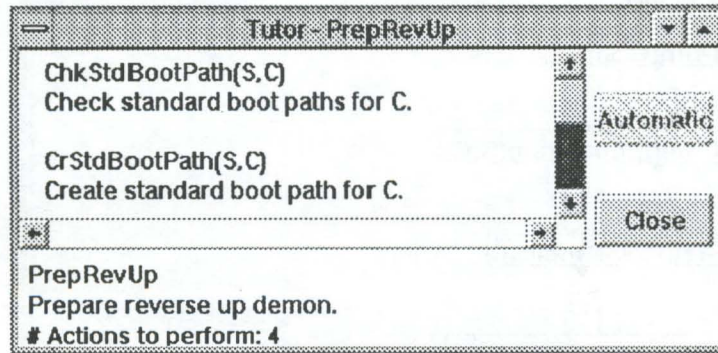 Tutor - PrepRevUp
ChkStdBootPath(S,C)
Check standard boot paths for C.
CrStdBootPath(S,C)
Create standard boot path for C.
Automatic
Close
PrepRevUp
Prepare reverse up demon.
# Actions to perform: 4